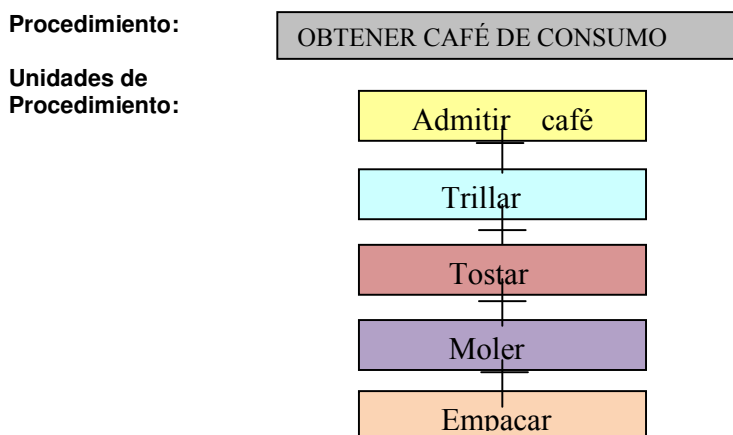 Procedimiento:
OBTENER CAFÉ DE CONSUMO
Unidades de
Procedimiento:
Admitir café
Trillar
Tostar
Moler
Empacar